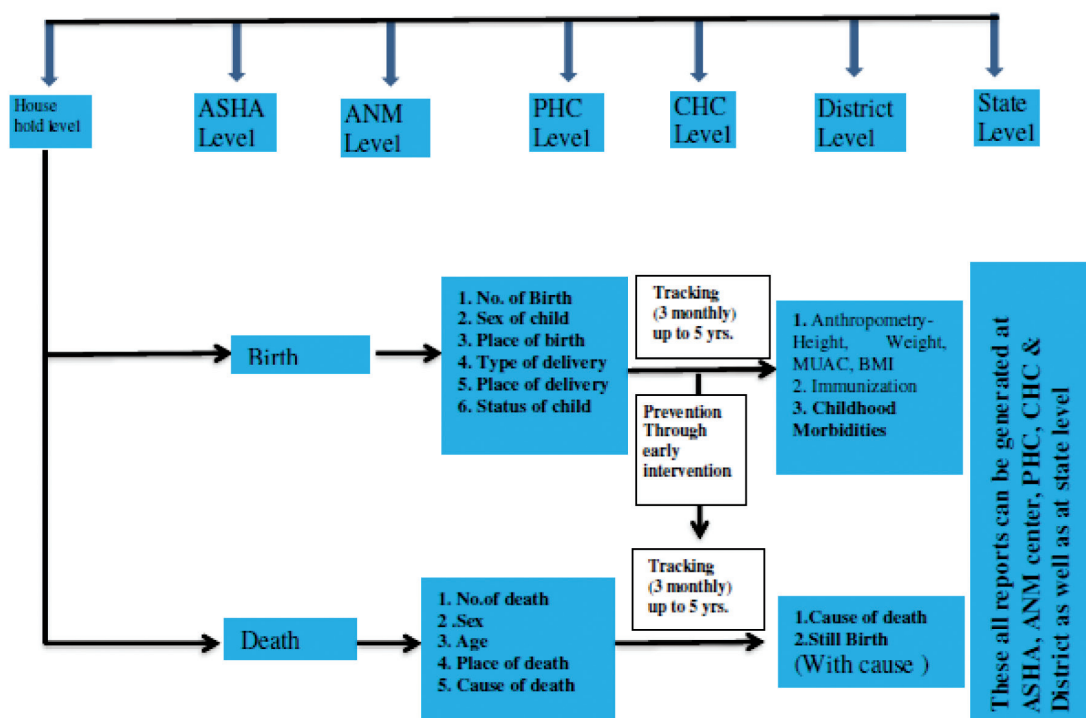 House
hold level
ASHA
Level
ANM
Level
PHC
Level
CHC
Level
District
Level
State
Level
Birth
1. No. of Birth
2. Sex of child
3. Place of birth
4. Type of delivery
5. Place of delivery
6. Status of child
Tracking
(3 monthly)
up to 5 yrs.
1. Anthropometry-
Height, Weight,
MUAC, BMI
2. Immunization
3. Childhood
Morbidities
Prevention
Through
early
intervention
Death
1. No.of death
2 .Sex
3. Age
4. Place of death
5. Cause of death
Tracking
(3 monthly)
up to 5 yrs.
1.Cause of death
2.Still Birth
(With cause )
These all reports can be generated at
ASHA, ANM center, PHC, CHC &
District as well as at state level